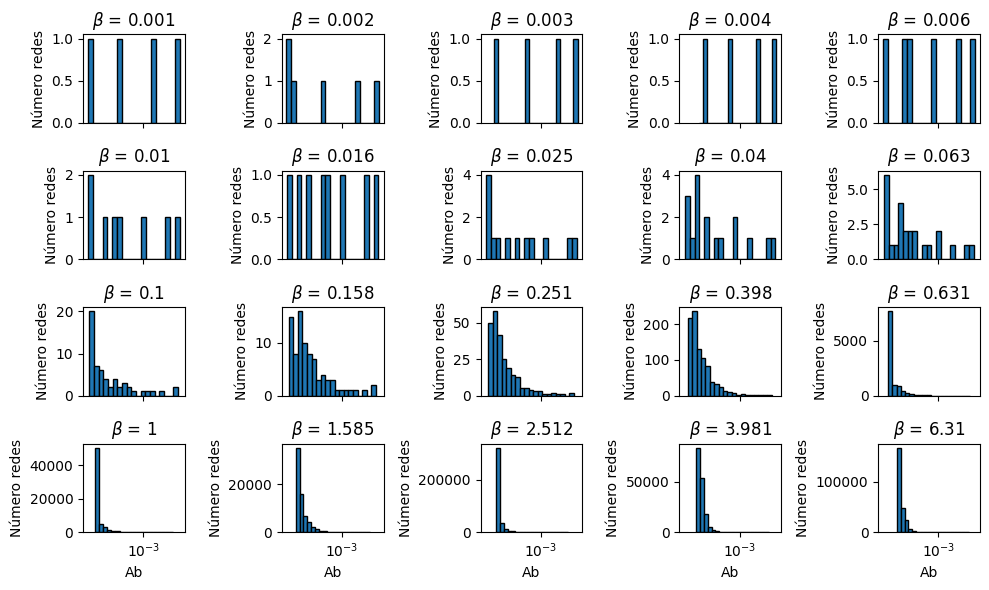 β = 0.001
β = 0.002
β = 0.003
β = 0.004
β = 0.006
Número redes
1.0
0.5
0.0
Número redes
2
1
0
Número redes
1.0
0.5
0.0
Número redes
1.0
0.5
0.0
Número redes
1.0
0.5
0.0
β = 0.01
β = 0.016
β = 0.025
β = 0.04
β = 0.063
Número redes
2
1
0
Número redes
1.0
0.5
0.0
Número redes
4
2
0
Número redes
4
2
0
Número redes
5.0
2.5
0.0
β = 0.1
β = 0.158
β = 0.251
β = 0.398
β = 0.631
Número redes
20
10
0
Número redes
10
0
Número redes
50
25
0
Número redes
200
100
0
Número redes
5000
0
β = 1
β = 1.585
β = 2.512
β = 3.981
β = 6.31
Número redes
40000
20000
0
10⁻³
Ab
Número redes
20000
0
10⁻³
Ab
Número redes
200000
0
10⁻³
Ab
Número redes
50000
0
10⁻³
Ab
Número redes
100000
0
10⁻³
Ab